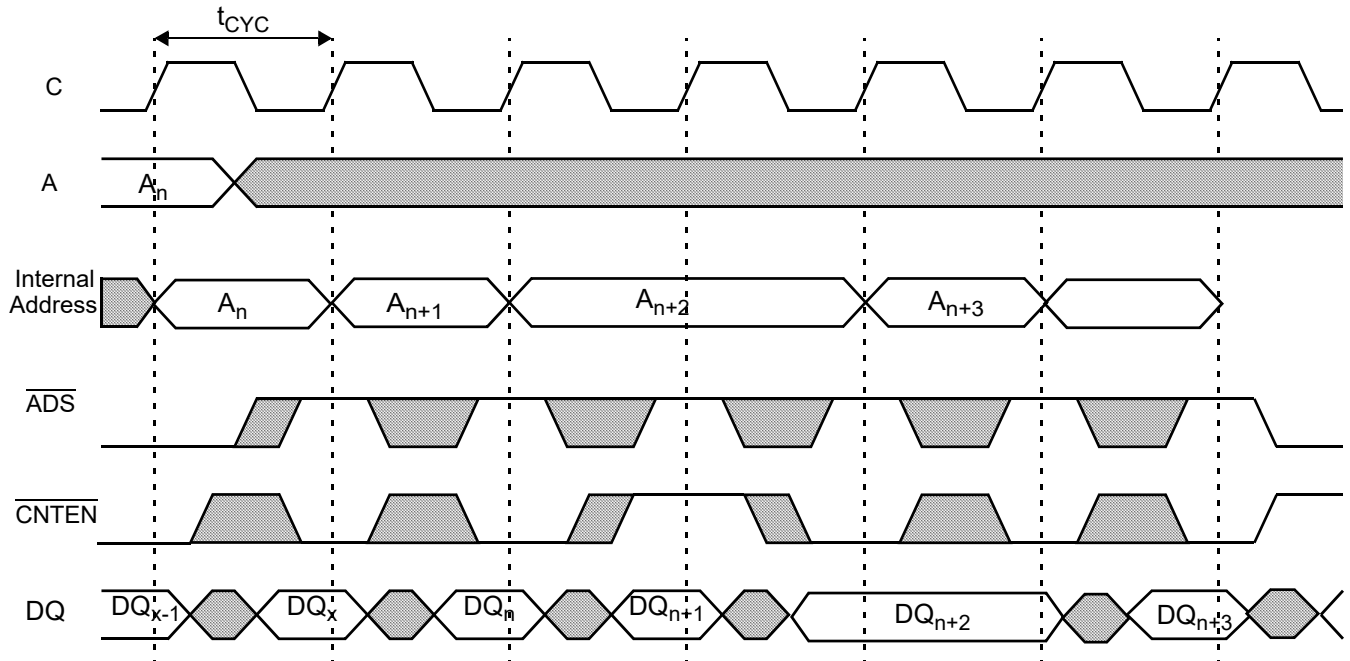 tCYC
C
A
An
Internal
Address
An
An+1
An+2
An+3
ADS
CNTEN
DQ
DQx-1
DQx
DQn
DQn+1
DQn+2
DQn+3